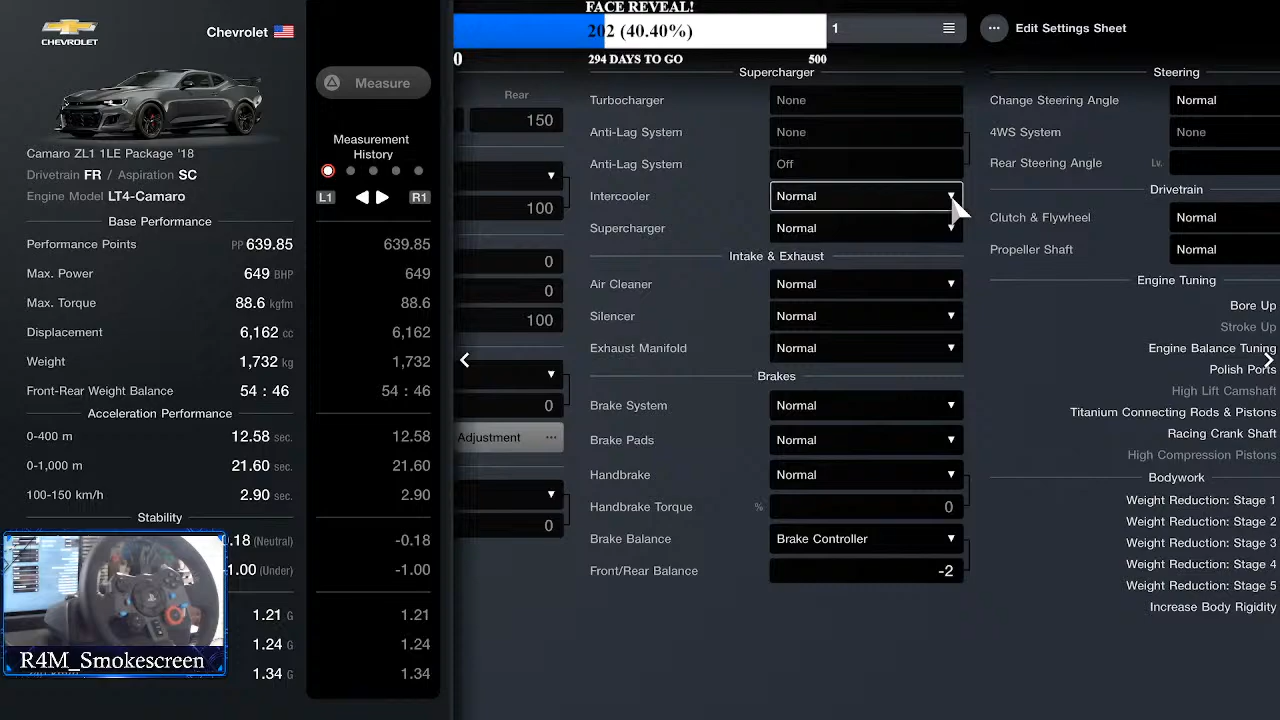 CHEVROLET
Chevrolet
Camaro ZL1 1LE Package '18
Drivetrain FR / Aspiration SC
Engine Model LT4-Camaro
Base Performance
Performance Points PP 639.85
Max. Power 649 BHP
Max. Torque 88.6 kgfm
Displacement 6,162 cc
Weight 1,732 kg
Front-Rear Weight Balance 54 : 46
Acceleration Performance
0-400 m 12.58 sec.
0-1,000 m 21.60 sec.
100-150 km/h 2.90 sec.
Stability
0.18 (Neutral)
1.00 (Under)
1.21 G
1.24 G
1.34 G
R4M_Smokescreen
Measure
Measurement
History
L1 R1
639.85
649
88.6
6,162
1,732
54 : 46
12.58
21.60
2.90
-0.18
-1.00
1.21
1.24
1.34
FACE REVEAL!
202 (40.40%)
0 294 DAYS TO GO 500
1
Edit Settings Sheet
Rear
150
100
0
0
100
0
Adjustment
0
Supercharger
Turbocharger None
Anti-Lag System None
Anti-Lag System Off
Intercooler Normal
Supercharger Normal
Intake & Exhaust
Air Cleaner Normal
Silencer Normal
Exhaust Manifold Normal
Brakes
Brake System Normal
Brake Pads Normal
Handbrake Normal
Handbrake Torque % 0
Brake Balance Brake Controller
Front/Rear Balance -2
Steering
Change Steering Angle Normal
4WS System None
Rear Steering Angle Lv.
Drivetrain
Clutch & Flywheel Normal
Propeller Shaft Normal
Engine Tuning
Bore Up
Stroke Up
Engine Balance Tuning
Polish Ports
High Lift Camshaft
Titanium Connecting Rods & Pistons
Racing Crank Shaft
High Compression Pistons
Bodywork
Weight Reduction: Stage 1
Weight Reduction: Stage 2
Weight Reduction: Stage 3
Weight Reduction: Stage 4
Weight Reduction: Stage 5
Increase Body Rigidity